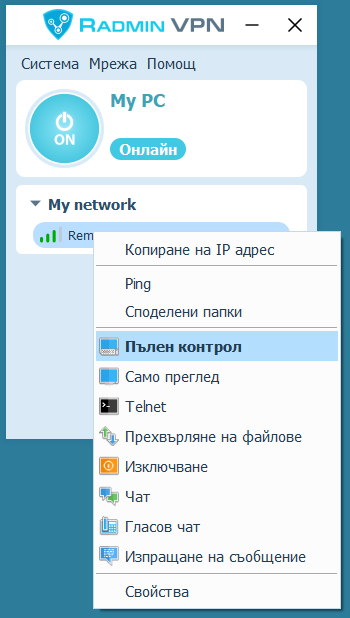 RADMIN VPN
Система Мрежа Помощ
My PC
ON
Онлайн
My network
Rem
Копиране на IP адрес
Ping
Споделени папки
Пълен контрол
Само преглед
Telnet
Прехвърляне на файлове
Изключване
Чат
Гласов чат
Изпращане на съобщение
Свойства